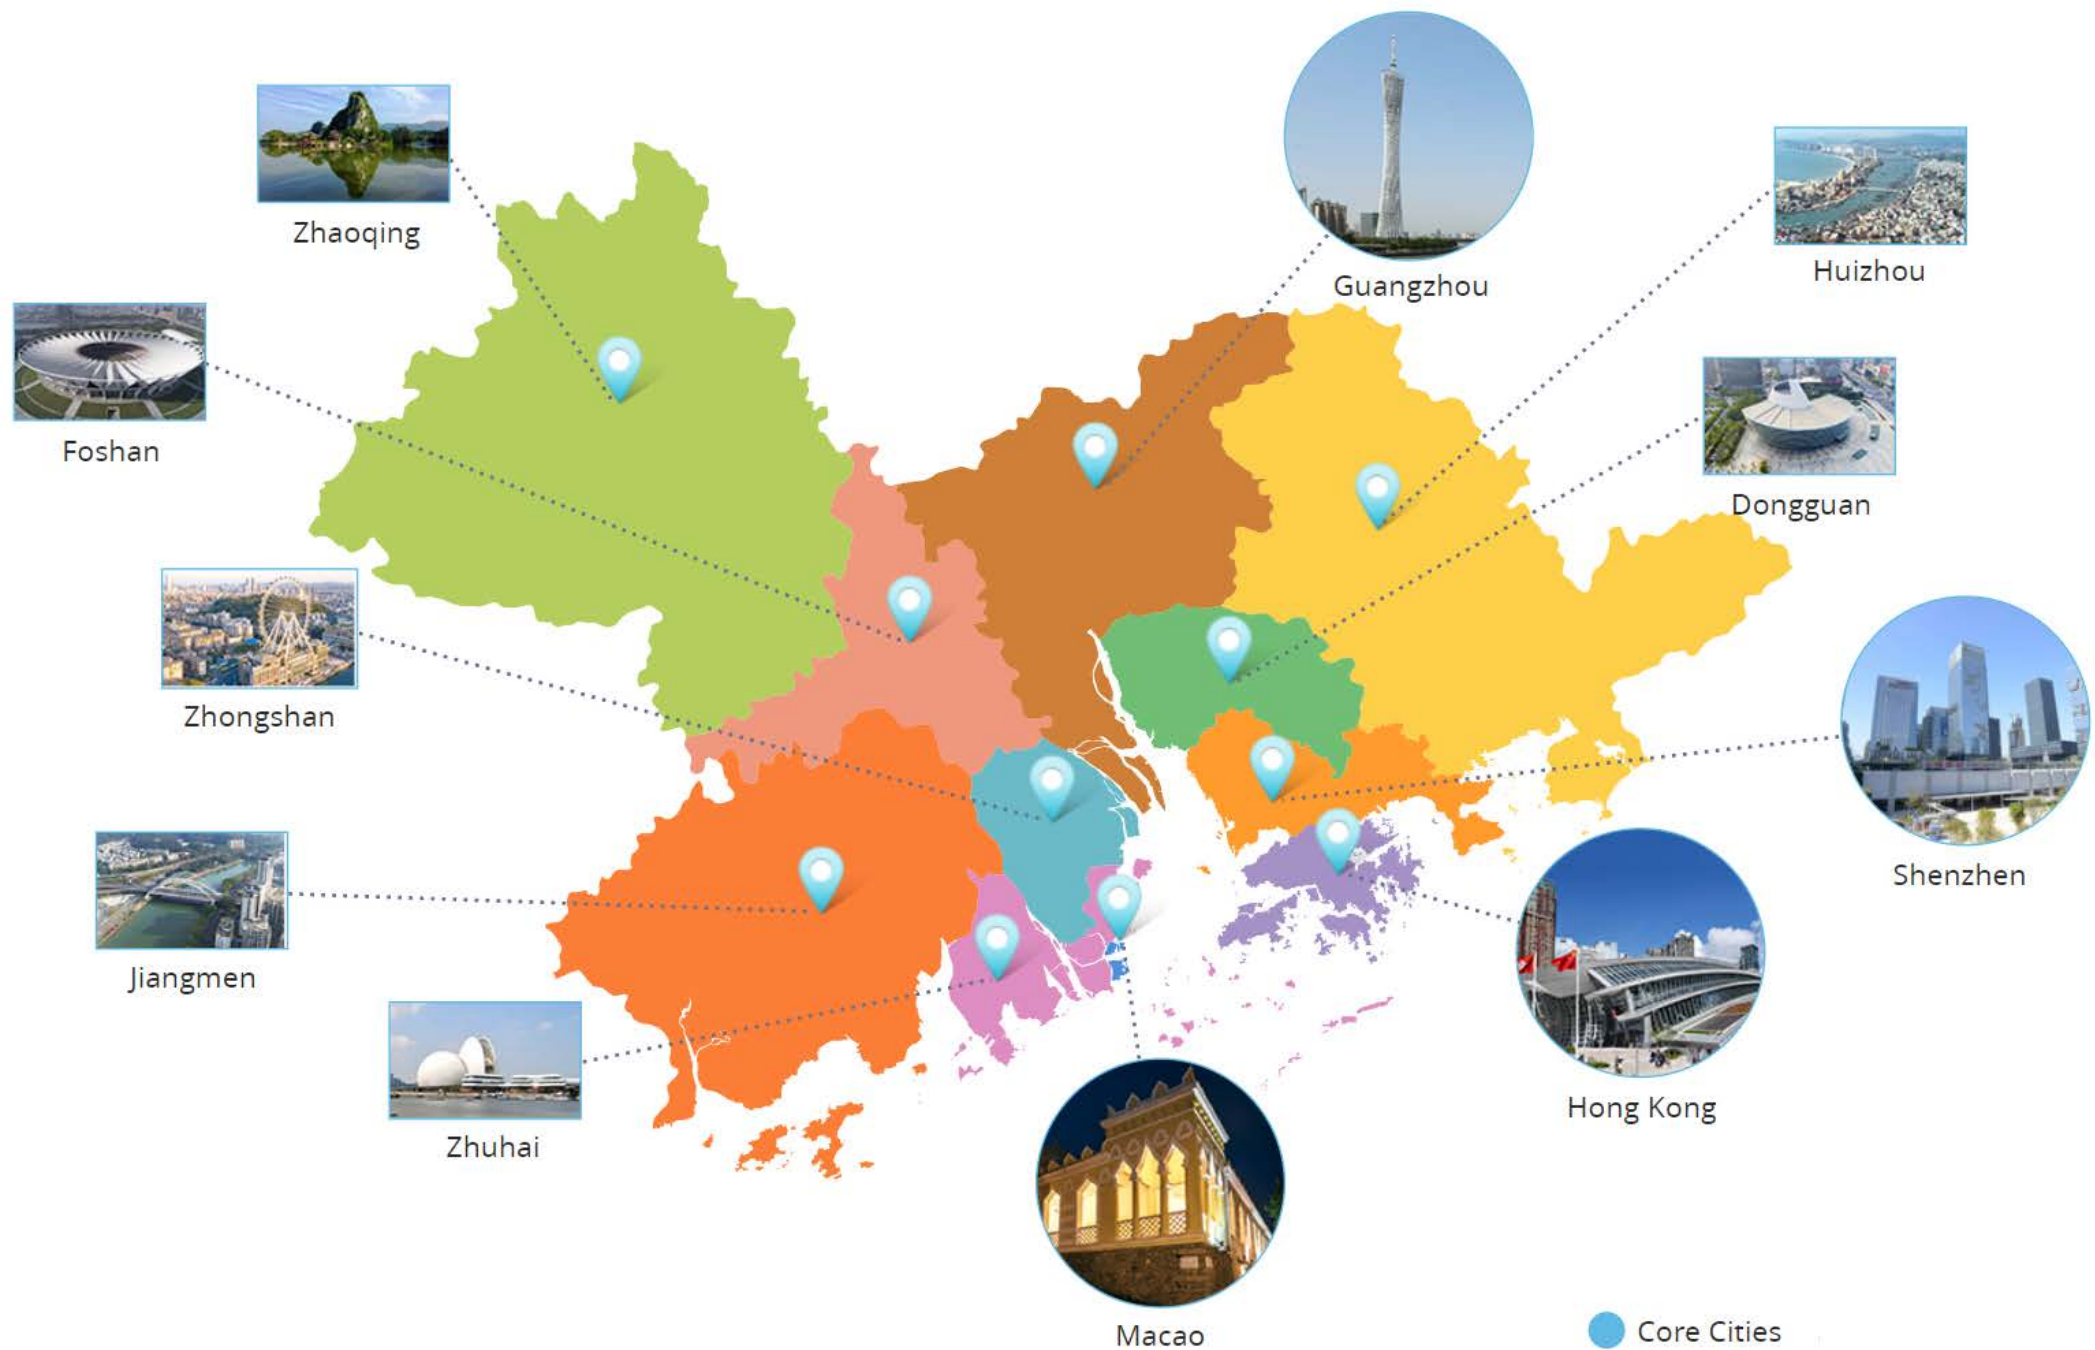 Zhaoqing
Guangzhou
Huizhou
Foshan
Dongguan
Zhongshan
Shenzhen
Jiangmen
Hong Kong
Zhuhai
Macao
Core Cities